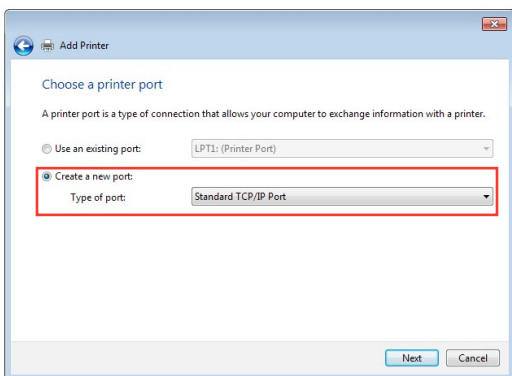 Add Printer
Choose a printer port
A printer port is a type of connection that allows your computer to exchange information with a printer.
Use an existing port: LPT1: (Printer Port)
Create a new port:
Type of port: Standard TCP/IP Port
Next Cancel